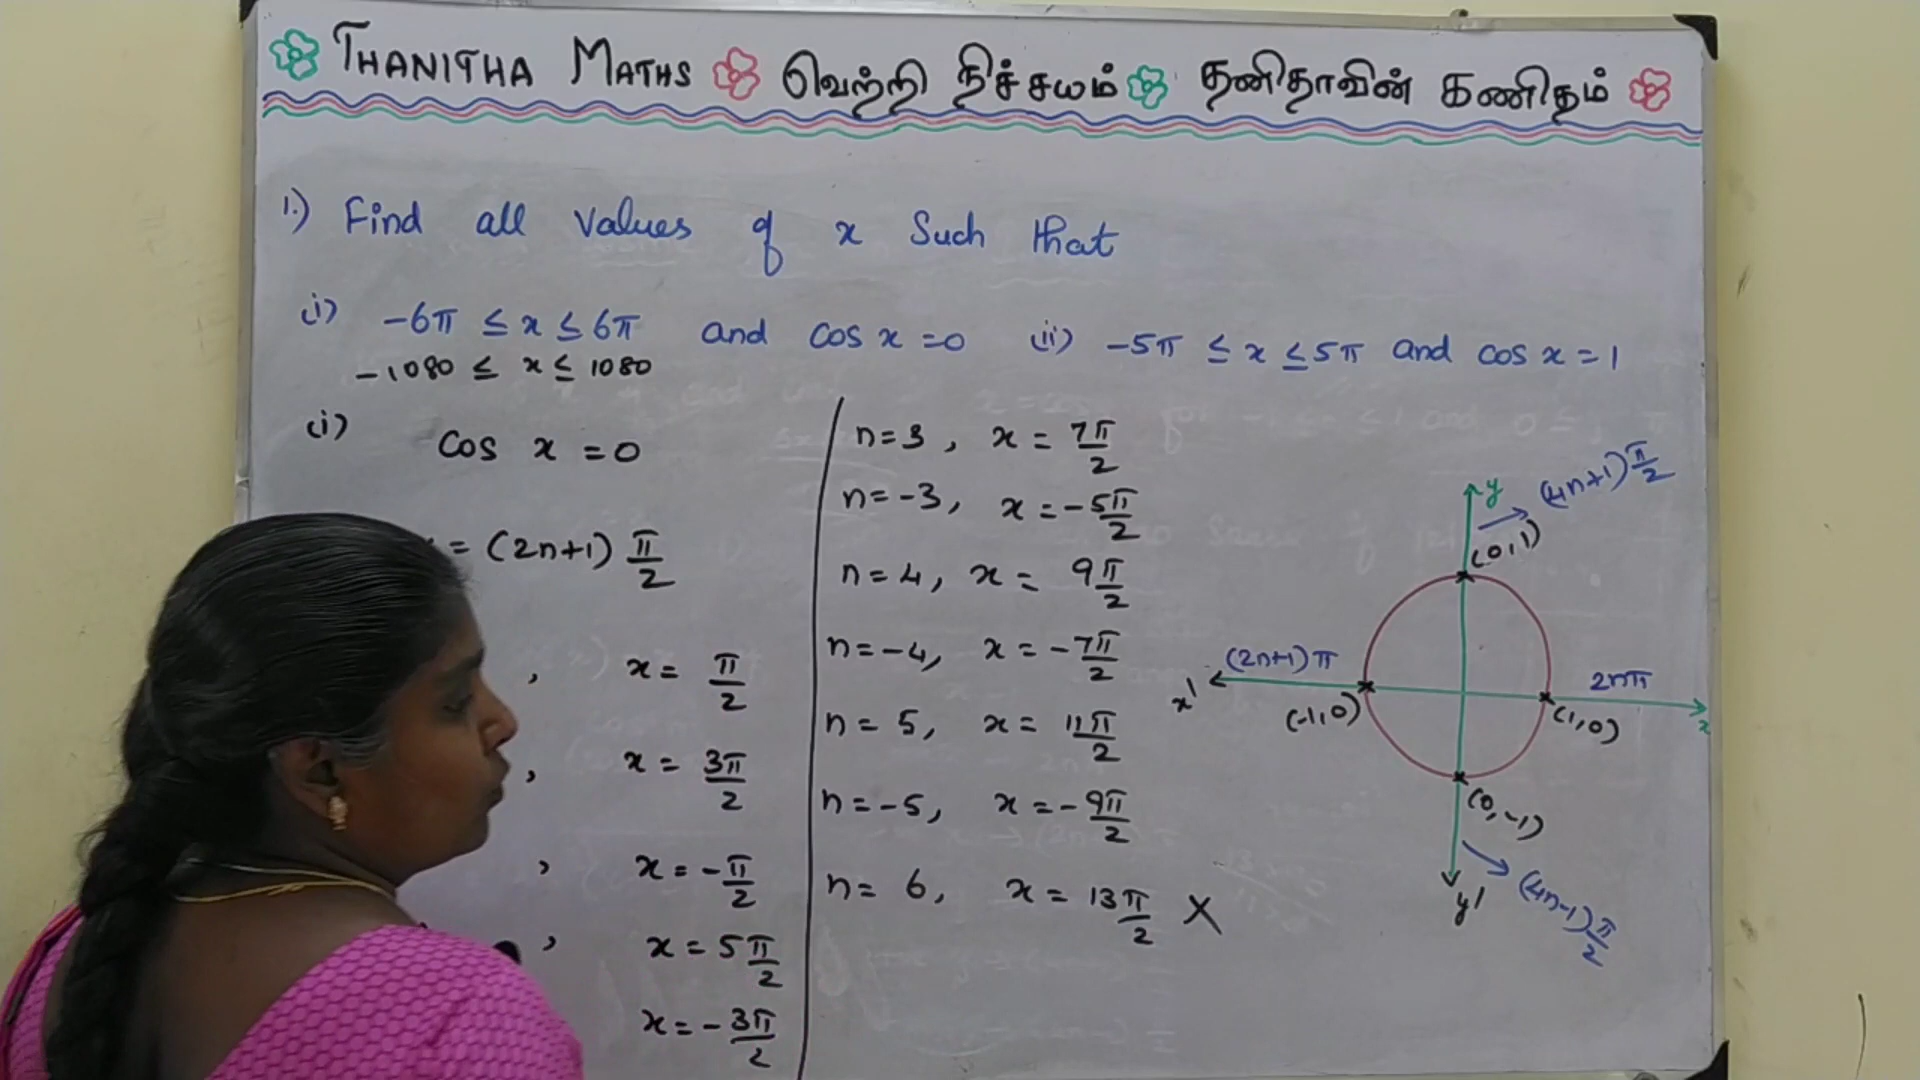 THANITHA MATHS வெற்றி நிச்சயம் தனிதாவின் கணிதம்
1.) Find all values of x such that
(i) -6π ≤ x ≤ 6π and cos x = 0 (ii) -5π ≤ x ≤ 5π and cos x = 1
-1080 ≤ x ≤ 1080
(i) cos x = 0
= (2n+1) π/2
, x = π/2
, x = 3π/2
, x = -π/2
, x = 5π/2
x = -3π/2
n = 3, x = 7π/2
n = -3, x = -5π/2
n = 4, x = 9π/2
n = -4, x = -7π/2
n = 5, x = 11π/2
n = -5, x = -9π/2
n = 6, x = 13π/2 X
y
(4n+1) π/2
(0,1)
(2n+1) π
2nπ
x'
(-1,0)
(1,0)
x
(0,-1)
y'
(4n-1) π/2